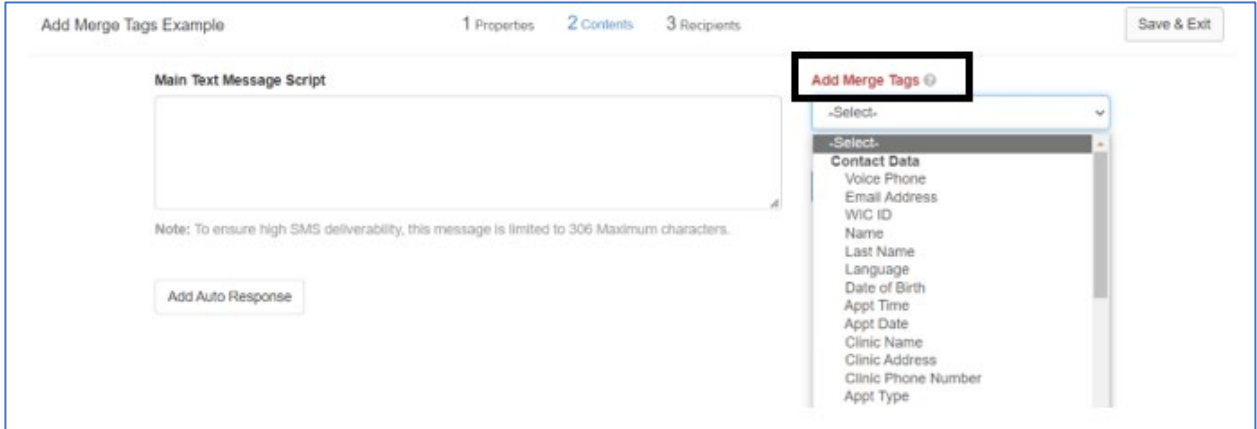 Add Merge Tags Example
1 Properties 2 Contents 3 Recipients
Save & Exit
Main Text Message Script
Add Merge Tags
-Select-
-Select-
Contact Data
Voice Phone
Email Address
WIC ID
Name
Last Name
Language
Date of Birth
Appt Time
Appt Date
Clinic Name
Clinic Address
Clinic Phone Number
Appt Type
Note: To ensure high SMS deliverability, this message is limited to 306 Maximum characters.
Add Auto Response